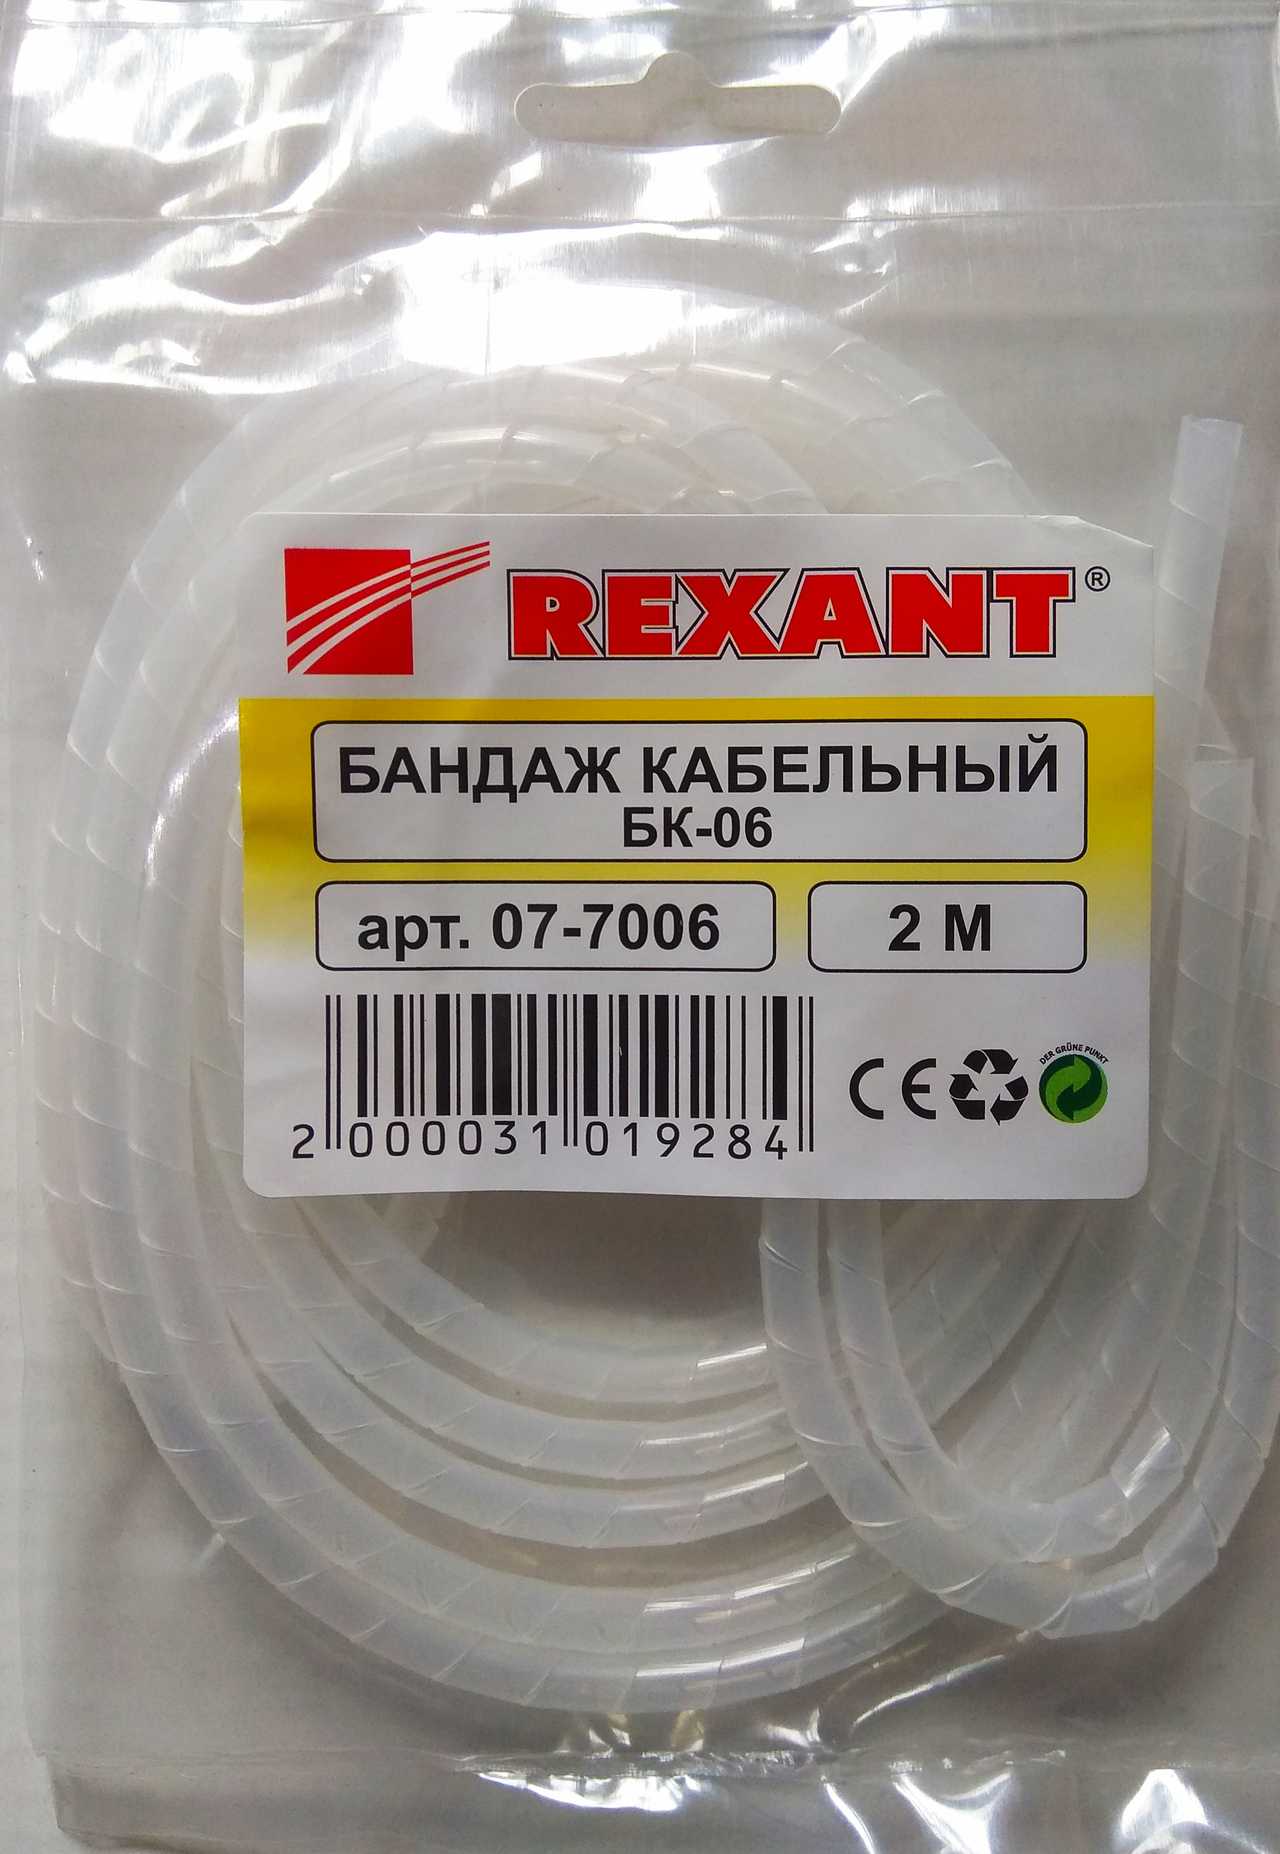 REXANT®
БАНДАЖ КАБЕЛЬНЫЙ
БК-06
арт. 07-7006
2 М
DER GRÜNE PUNKT
CE
2 000031 019284